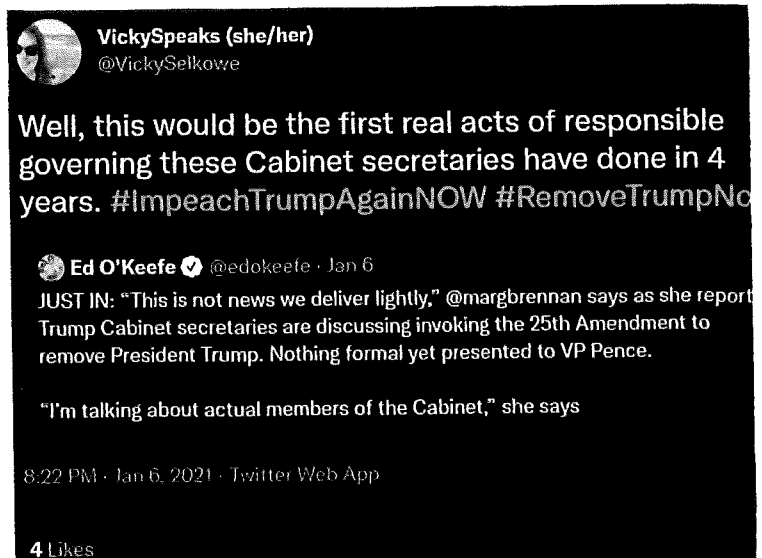 VickySpeaks (she/her)
@VickySelkowe
Well, this would be the first real acts of responsible
governing these Cabinet secretaries have done in 4
years. #ImpeachTrumpAgainNOW #RemoveTrumpNo
Ed O'Keefe @edokeefe · Jan 6
JUST IN: “This is not news we deliver lightly,” @margbrennan says as she report
Trump Cabinet secretaries are discussing invoking the 25th Amendment to
remove President Trump. Nothing formal yet presented to VP Pence.
“I'm talking about actual members of the Cabinet,” she says
8:22 PM · Jan 6, 2021 · Twitter Web App
4 Likes